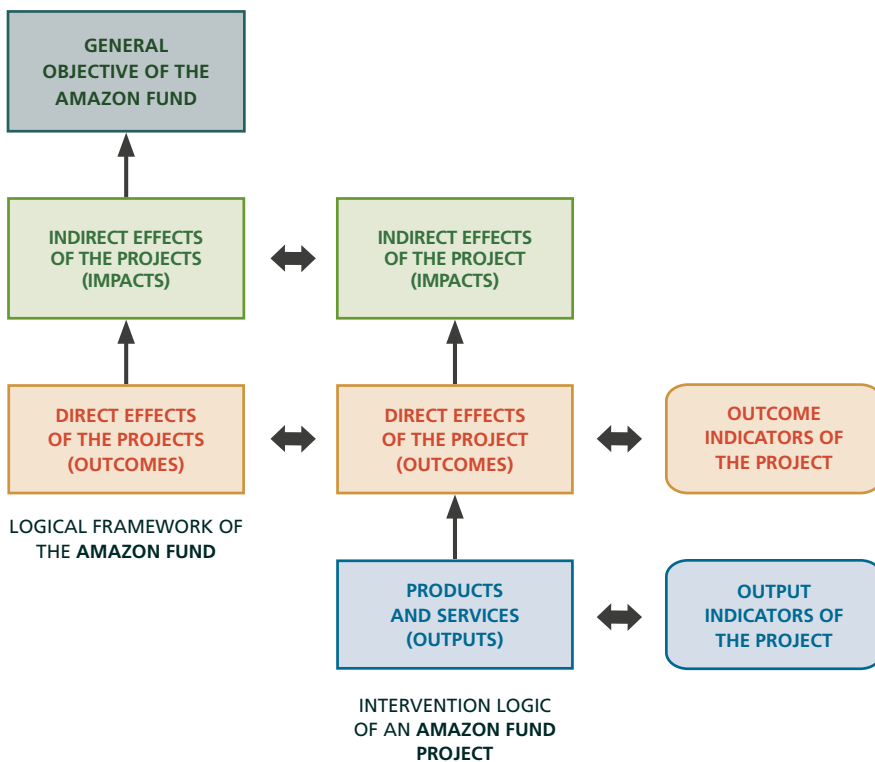 GENERAL
OBJECTIVE OF THE
AMAZON FUND
INDIRECT EFFECTS
OF THE PROJECTS
(IMPACTS)
INDIRECT EFFECTS
OF THE PROJECT
(IMPACTS)
DIRECT EFFECTS
OF THE PROJECTS
(OUTCOMES)
DIRECT EFFECTS
OF THE PROJECT
(OUTCOMES)
OUTCOME
INDICATORS OF
THE PROJECT
LOGICAL FRAMEWORK OF
THE AMAZON FUND
PRODUCTS
AND SERVICES
(OUTPUTS)
OUTPUT
INDICATORS OF
THE PROJECT
INTERVENTION LOGIC
OF AN AMAZON FUND
PROJECT